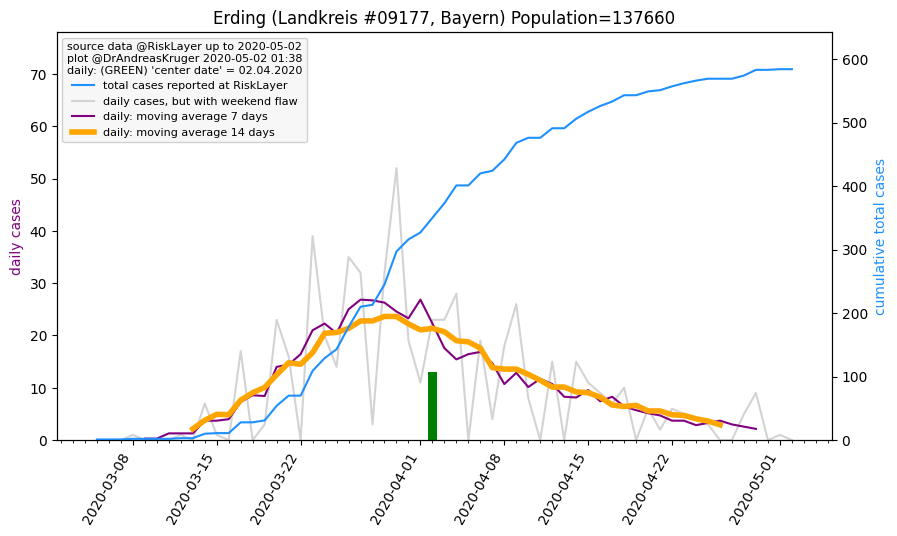 Erding (Landkreis #09177, Bayern) Population=137660
source data @RiskLayer up to 2020-05-02
plot @DrAndreasKruger 2020-05-02 01:38
daily: (GREEN) 'center date' = 02.04.2020
total cases reported at RiskLayer
daily cases, but with weekend flaw
daily: moving average 7 days
daily: moving average 14 days
daily cases
70
60
50
40
30
20
10
0
cumulative total cases
600
500
400
300
200
100
0
2020-03-08
2020-03-15
2020-03-22
2020-04-01
2020-04-08
2020-04-15
2020-04-22
2020-05-01